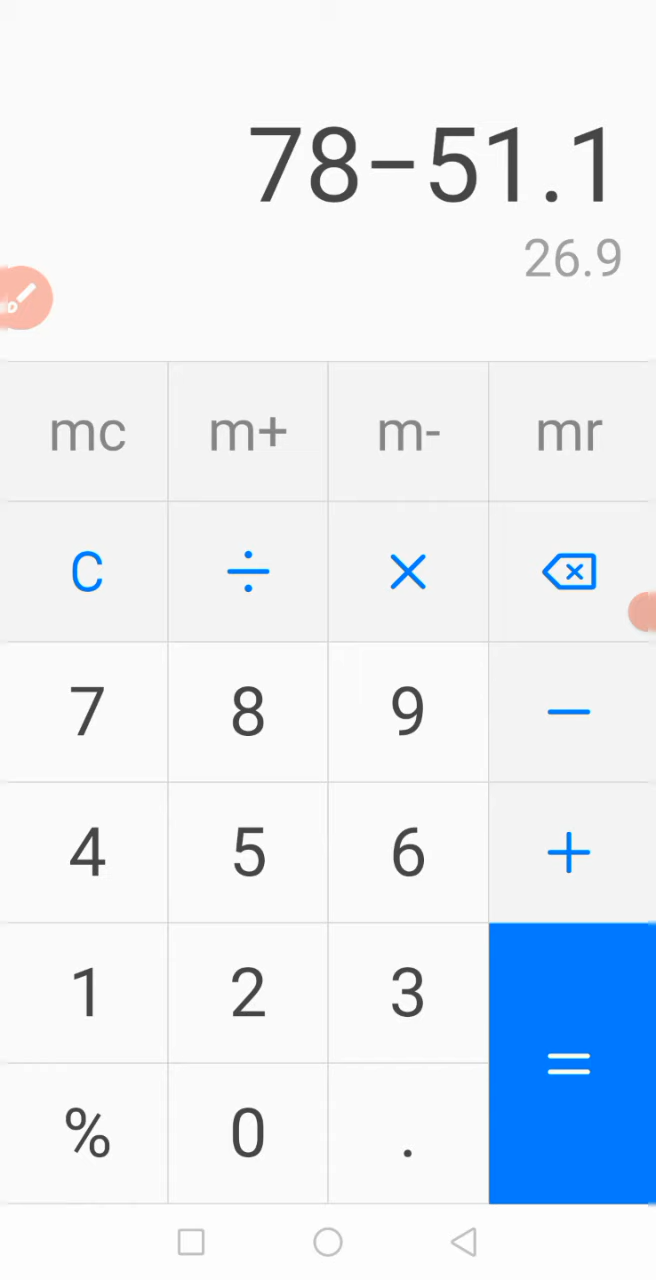 78−51.1
26.9
mc m+ m- mr
C ÷ ×
7 8 9 −
4 5 6 +
1 2 3
=
% 0 .